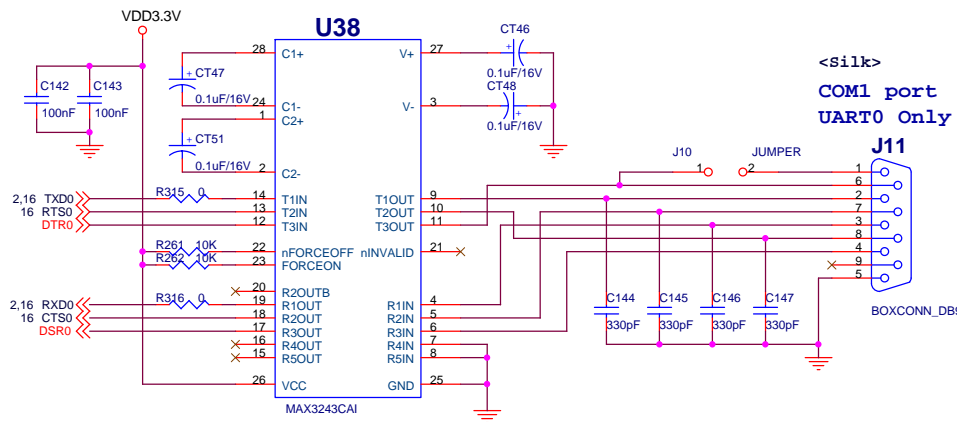 VDD3.3V
U38
C142
100nF
C143
100nF
CT47
0.1uF/16V
CT51
0.1uF/16V
28 C1+
24 C1-
1 C2+
2 C2-
V+ 27
V- 3
CT46
0.1uF/16V
CT48
0.1uF/16V
<Silk>
COM1 port
UART0 Only
J11
J10
1
2
JUMPER
2,16 TXD0 R315 0 14 T1IN
16 RTS0 13 T2IN
DTR0 12 T3IN
R261 10K 22 nFORCEOFF
R262 10K 23 FORCEON
20 R2OUTB
2,16 RXD0 R316 0 19 R1OUT
16 CTS0 18 R2OUT
DSR0 17 R3OUT
16 R4OUT
15 R5OUT
26 VCC
T1OUT 9
T2OUT 10
T3OUT 11
nINVALID 21
R1IN 4
R2IN 5
R3IN 6
R4IN 7
R5IN 8
GND 25
MAX3243CAI
C144
330pF
C145
330pF
C146
330pF
C147
330pF
1
6
2
7
3
8
4
9
5
BOXCONN_DB9